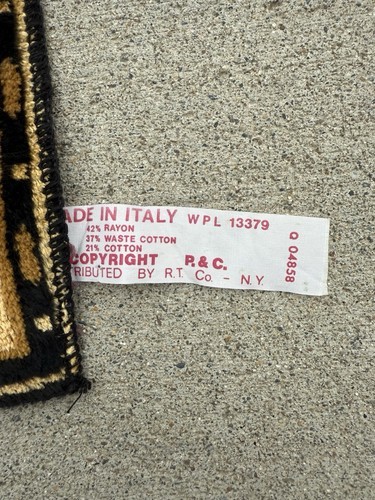 ADE IN ITALY WPL 13379
42% RAYON
37% WASTE COTTON
21% COTTON
COPYRIGHT P. & C.
TRIBUTED BY R.T. Co. - N.Y.
Q 04858